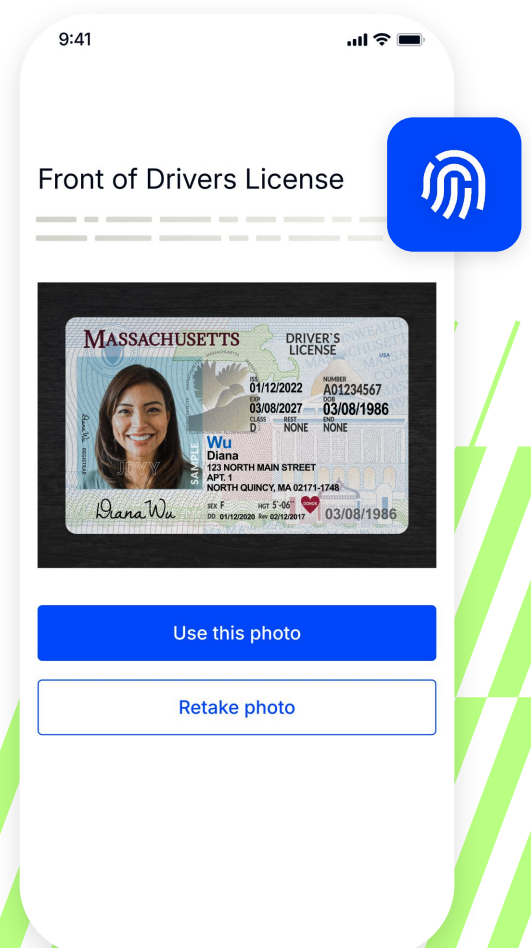 9:41
Front of Drivers License
MASSACHUSETTS
DRIVER'S
LICENSE
USA
ISS
01/12/2022
NUMBER
A01234567
EXP
03/08/2027
DOB
03/08/1986
CLASS
D
REST
NONE
END
NONE
SAMPLE
Wu
Diana
123 NORTH MAIN STREET
APT. 1
NORTH QUINCY, MA 02171-1748
SEX F
HGT 5'-06"
DONOR
DD 01/12/2020 Rev 02/12/2017
03/08/1986
Diana Wu
Use this photo
Retake photo